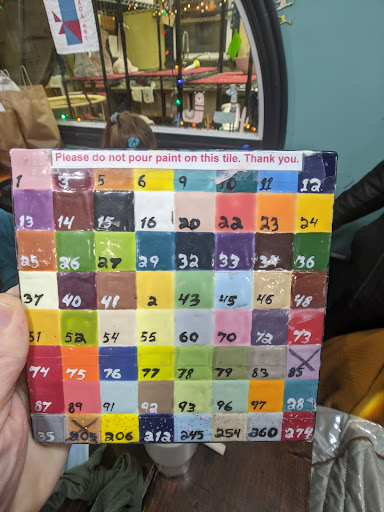 Please do not pour paint on this tile. Thank you.
1 3 5 6 9 10 11 12
13 14 15 16 20 22 23 24
25 26 27 29 32 33 34 36
37 40 41 2 43 45 46 48
51 52 54 55 60 70 72 73
74 75 76 77 78 79 83 85
87 89 91 92 93 96 97
35 203 206 212 245 254 260 274